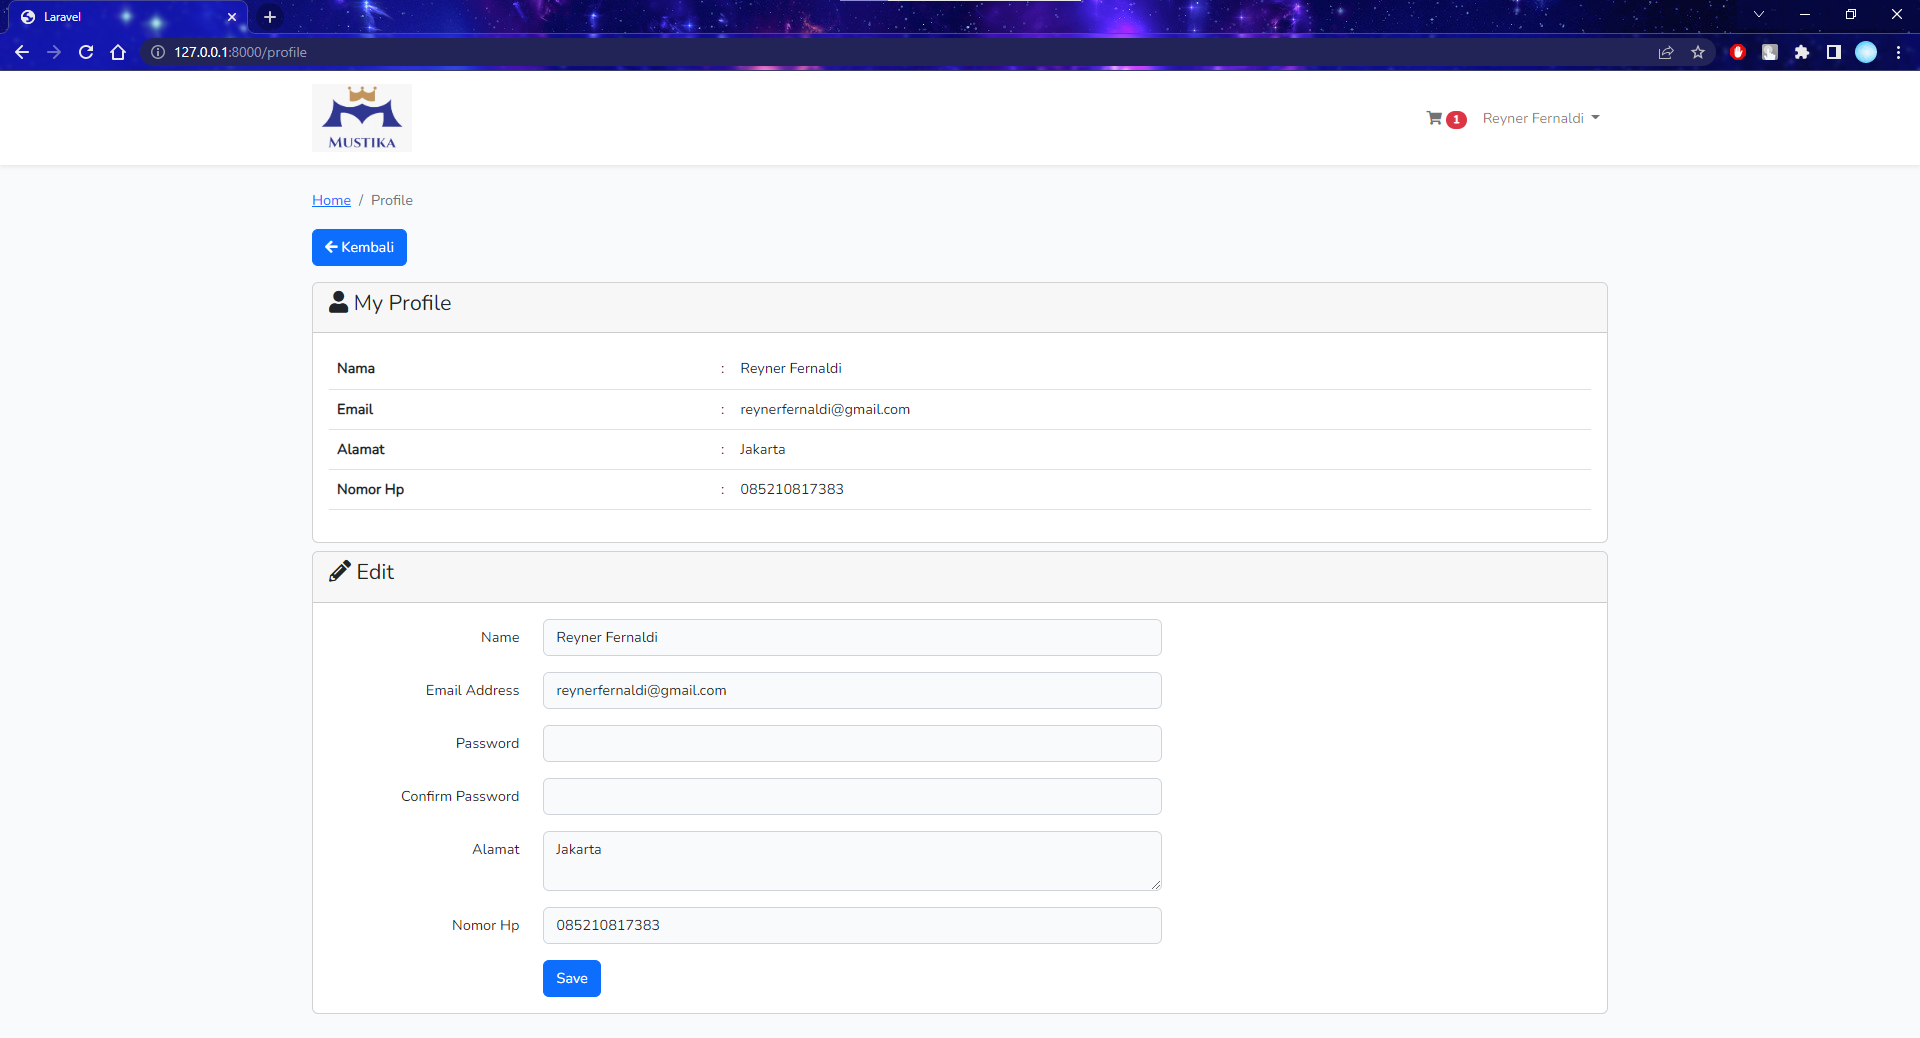 Laravel
127.0.0.1:8000/profile
MUSTIKA
1 Reyner Fernaldi
Home / Profile
Kembali
My Profile
Nama : Reyner Fernaldi
Email : reynerfernaldi@gmail.com
Alamat : Jakarta
Nomor Hp : 085210817383
Edit
Name Reyner Fernaldi
Email Address reynerfernaldi@gmail.com
Password
Confirm Password
Alamat Jakarta
Nomor Hp 085210817383
Save